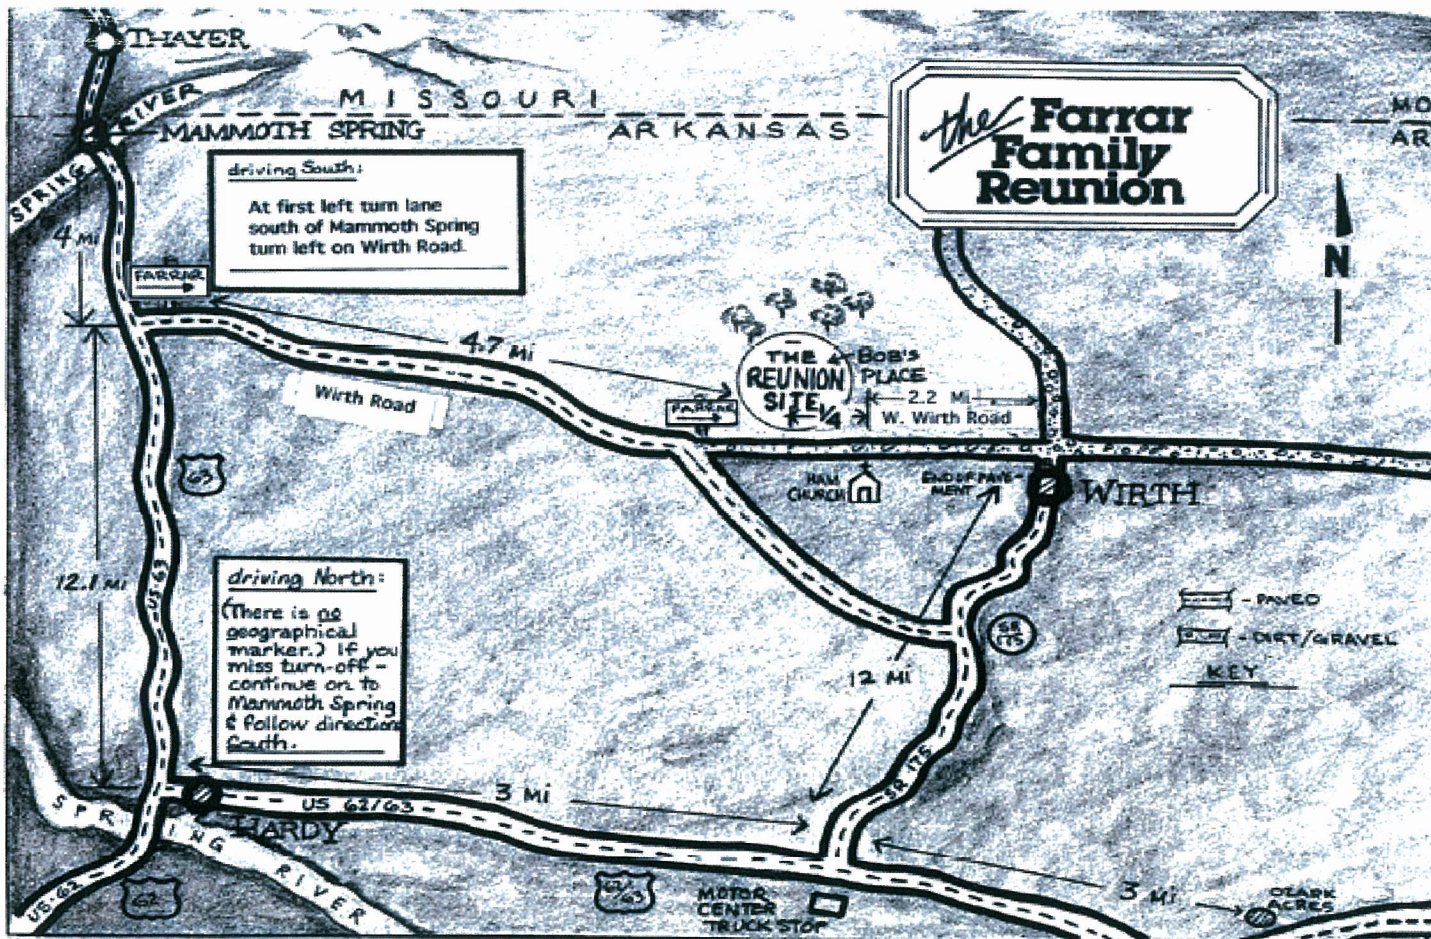 THAYER
RIVER
MISSOURI
MAMMOTH SPRING
ARKANSAS
the Farrar
Family
Reunion
MO
AR
SPRING
driving South:
At first left turn lane
south of Mammoth Spring
turn left on Wirth Road.
4 MI
FARRAR
N
4.7 MI
THE
REUNION
SITE
BOB'S
PLACE
1/4
2.2 MI
W. Wirth Road
FARRAR
Wirth Road
63
HAM
CHURCH
END OF PAVE-
MENT
WIRTH
12.1 MI
US 63
driving North:
(There is no
geographical
marker.) If you
miss turn-off -
continue on to
Mammoth Spring
& follow direction
South.
SR
175
- PAVED
- DIRT/GRAVEL
KEY
12 MI
SR 175
3 MI
US 62/63
HARDY
SPRING RIVER
US 62
62
62/
63
MOTOR
CENTER
TRUCK STOP
3 MI
OZARK
ACRES